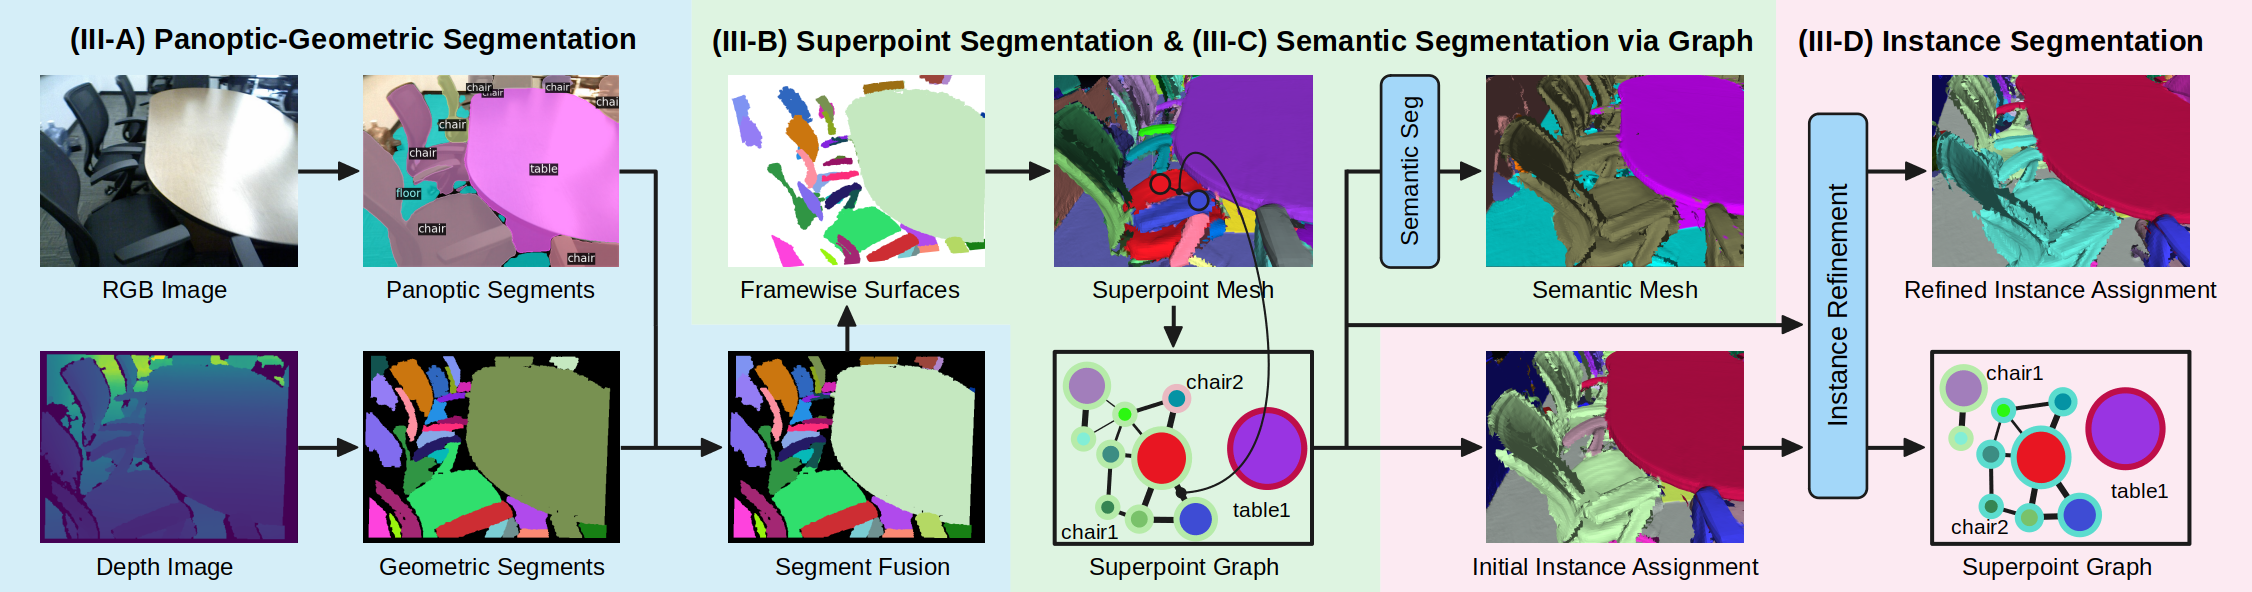 (III-A) Panoptic-Geometric Segmentation
(III-B) Superpoint Segmentation & (III-C) Semantic Segmentation via Graph
(III-D) Instance Segmentation
chair
chair
chair
chai
chair
chair
table
floor
chair
chair
Semantic Seg
RGB Image
Panoptic Segments
Framewise Surfaces
Superpoint Mesh
Semantic Mesh
Instance Refinement
Refined Instance Assignment
chair2
table1
chair1
chair1
table1
chair2
Depth Image
Geometric Segments
Segment Fusion
Superpoint Graph
Initial Instance Assignment
Superpoint Graph